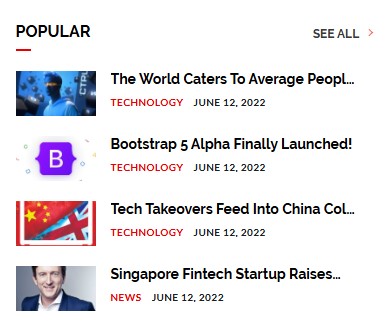 POPULAR
SEE ALL
The World Caters To Average Peopl...
TECHNOLOGY JUNE 12, 2022
B
Bootstrap 5 Alpha Finally Launched!
TECHNOLOGY JUNE 12, 2022
Tech Takeovers Feed Into China Col...
TECHNOLOGY JUNE 12, 2022
Singapore Fintech Startup Raises...
NEWS JUNE 12, 2022